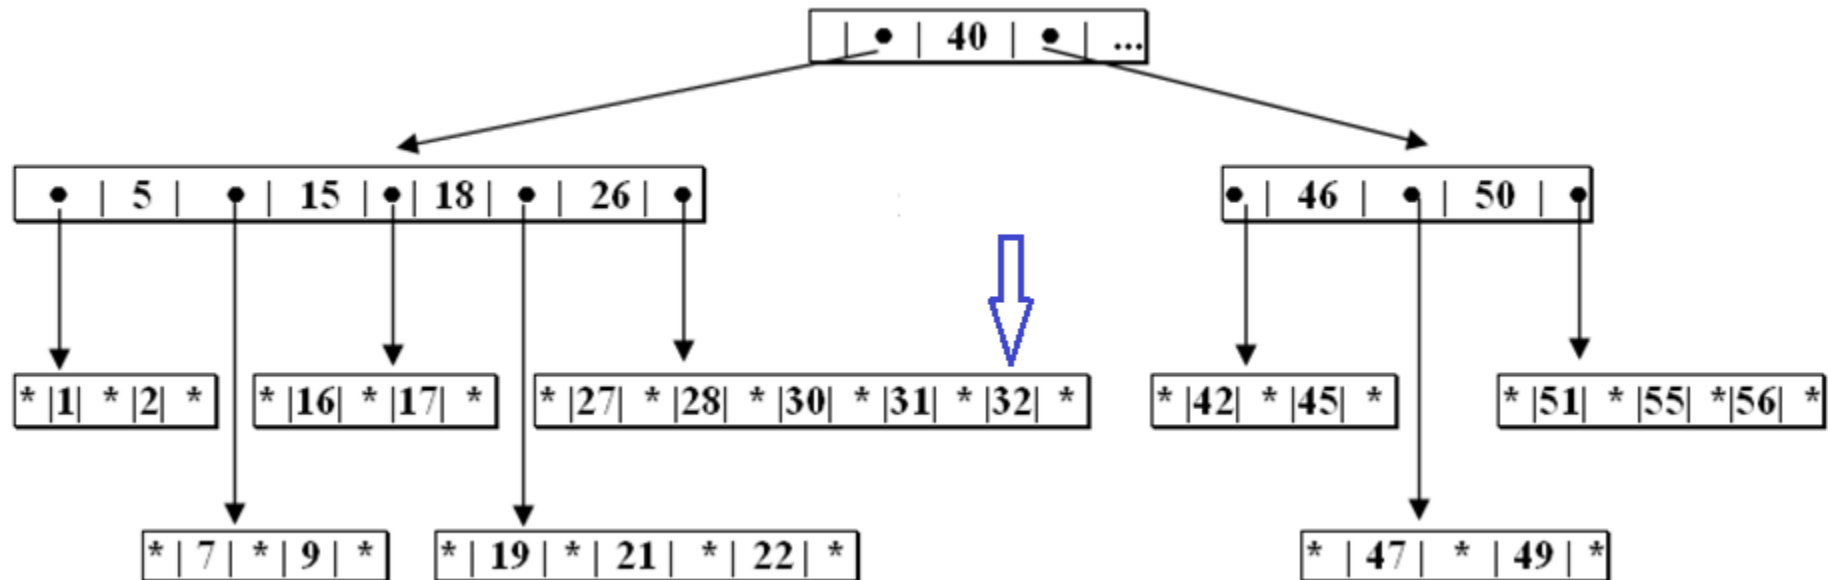 | • | 40 | • | ...
• | 5 | • | 15 | • | 18 | • | 26 | •
• | 46 | • | 50 | •
* |1| * |2| *
* |16| * |17| *
* |27| * |28| * |30| * |31| * |32| *
* |42| * |45| *
* |51| * |55| * |56| *
* | 7 | * | 9 | *
* | 19 | * | 21 | * | 22 | *
* | 47 | * | 49 | *